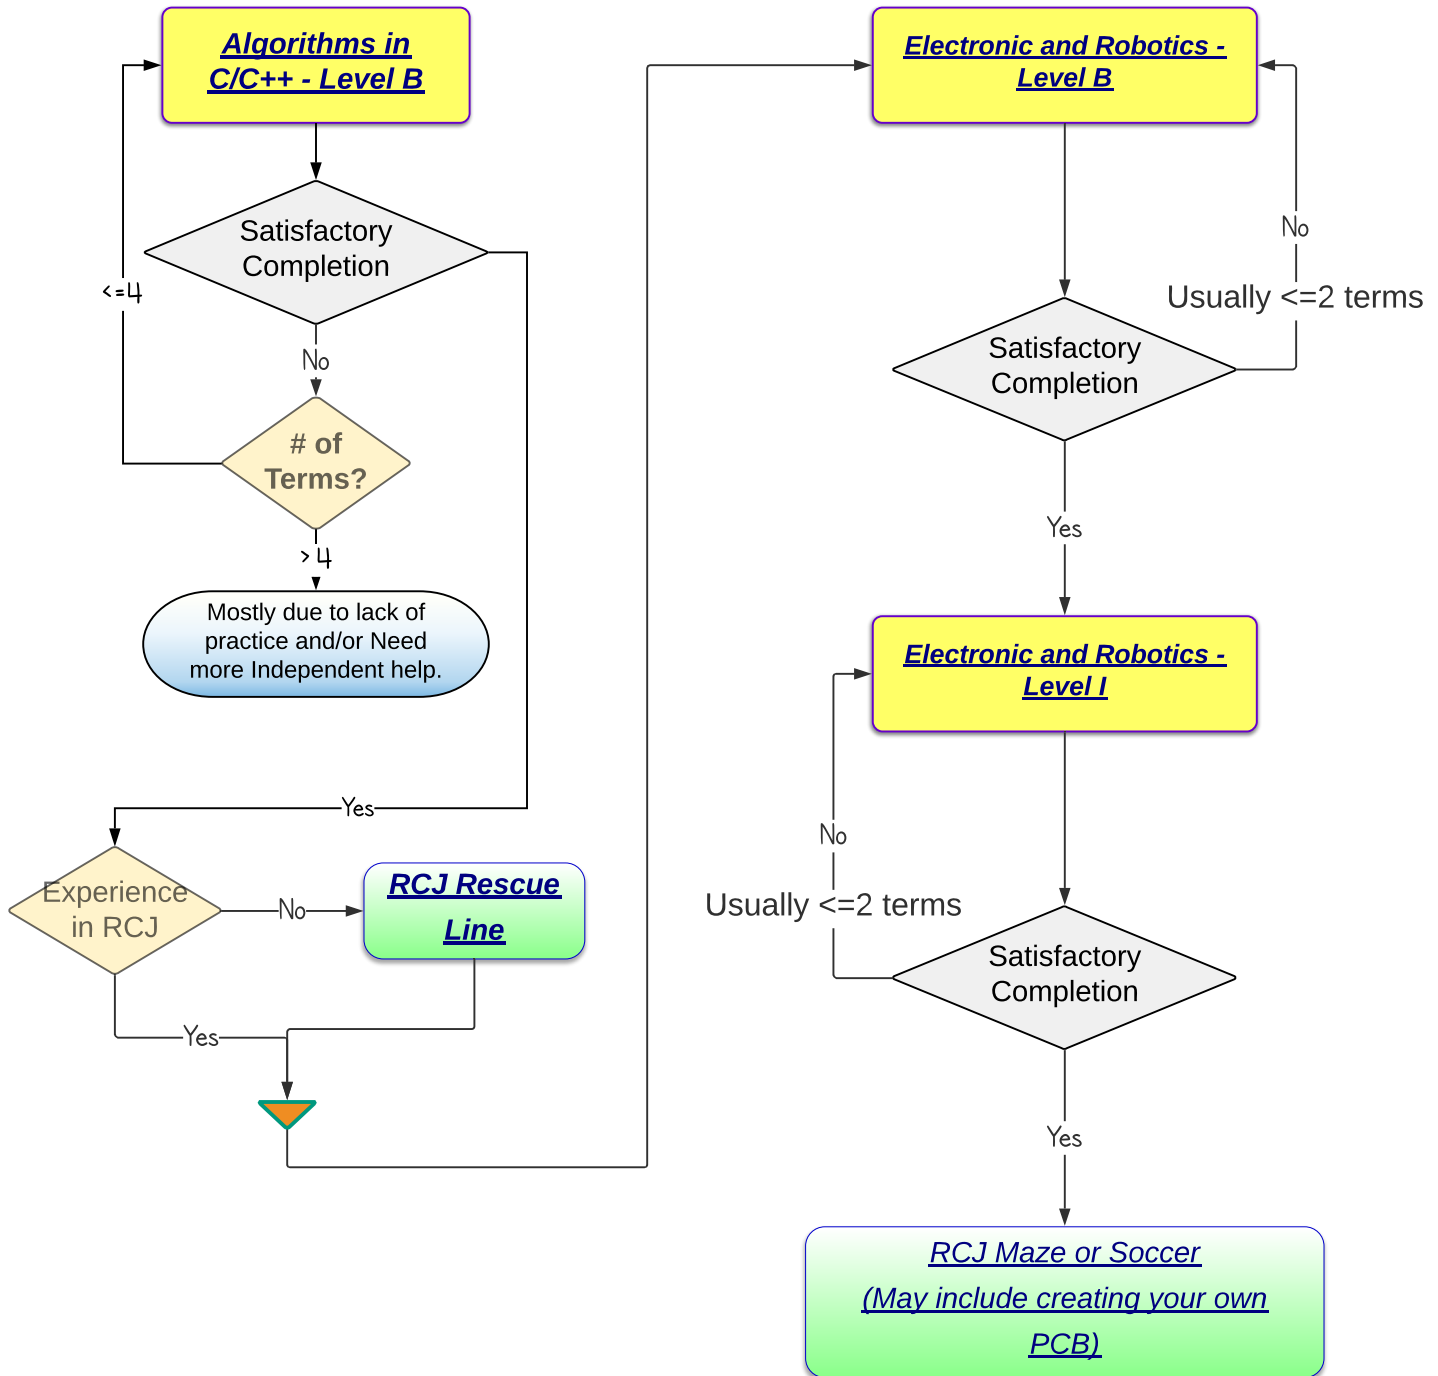 Algorithms in
C/C++ - Level B
Satisfactory
Completion
<=4
No
# of
Terms?
>4
Mostly due to lack of
practice and/or Need
more Independent help.
Yes
Experience
in RCJ
No
RCJ Rescue
Line
Yes
Electronic and Robotics -
Level B
No
Usually <=2 terms
Satisfactory
Completion
Yes
Electronic and Robotics -
Level I
No
Usually <=2 terms
Satisfactory
Completion
Yes
RCJ Maze or Soccer
(May include creating your own
PCB)